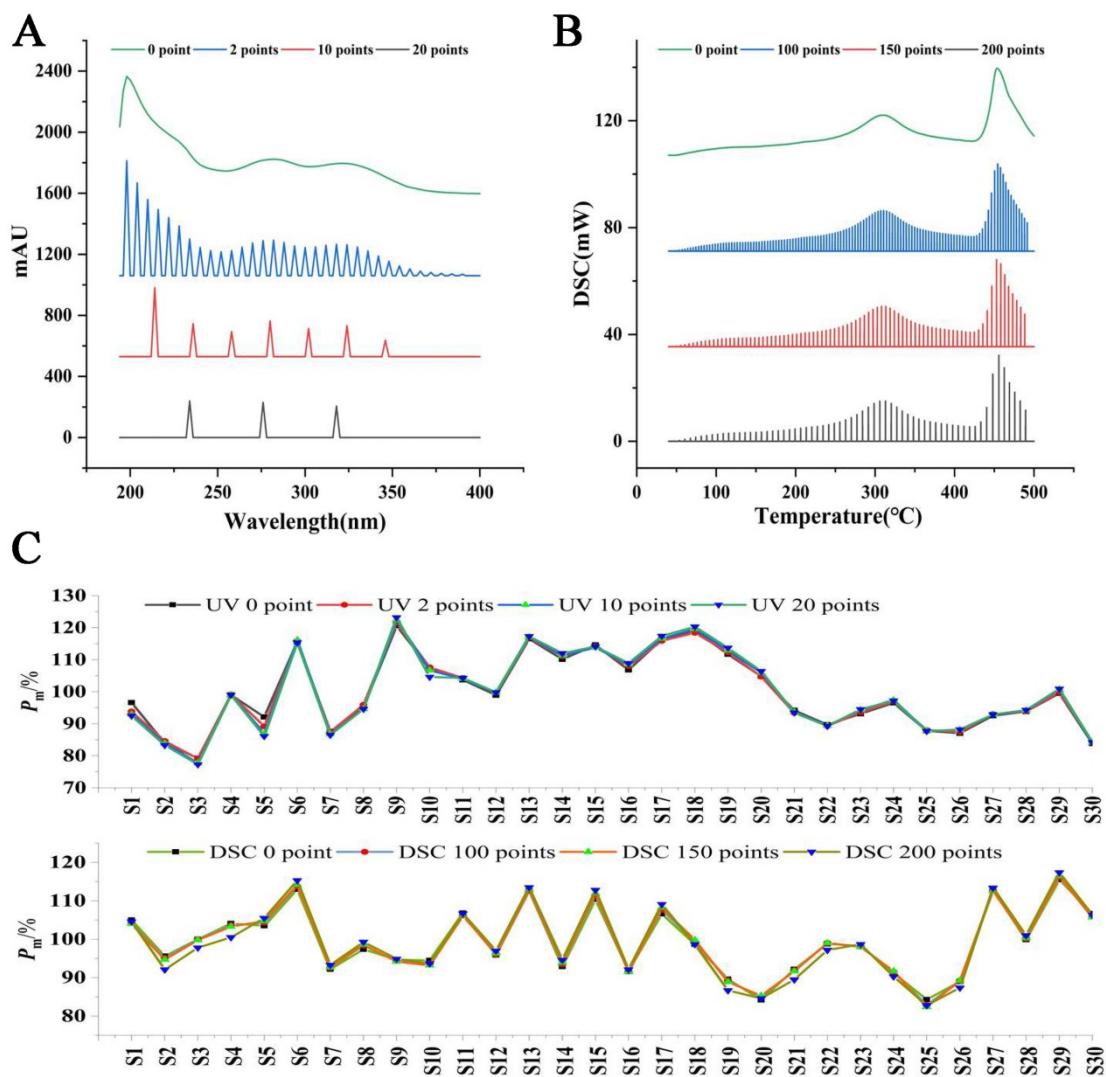 A
0 point 2 points 10 points 20 points
2400
2000
1600
1200
800
400
0
mAU
200 250 300 350 400
Wavelength(nm)
B
0 point 100 points 150 points 200 points
120
80
40
0
DSC(mW)
0 100 200 300 400 500
Temperature(°C)
C
UV 0 point UV 2 points UV 10 points UV 20 points
130
120
110
100
90
80
70
Pm/%
S1 S2 S3 S4 S5 S6 S7 S8 S9 S10 S11 S12 S13 S14 S15 S16 S17 S18 S19 S20 S21 S22 S23 S24 S25 S26 S27 S28 S29 S30
DSC 0 point DSC 100 points DSC 150 points DSC 200 points
120
110
100
90
80
Pm/%
S1 S2 S3 S4 S5 S6 S7 S8 S9 S10 S11 S12 S13 S14 S15 S16 S17 S18 S19 S20 S21 S22 S23 S24 S25 S26 S27 S28 S29 S30